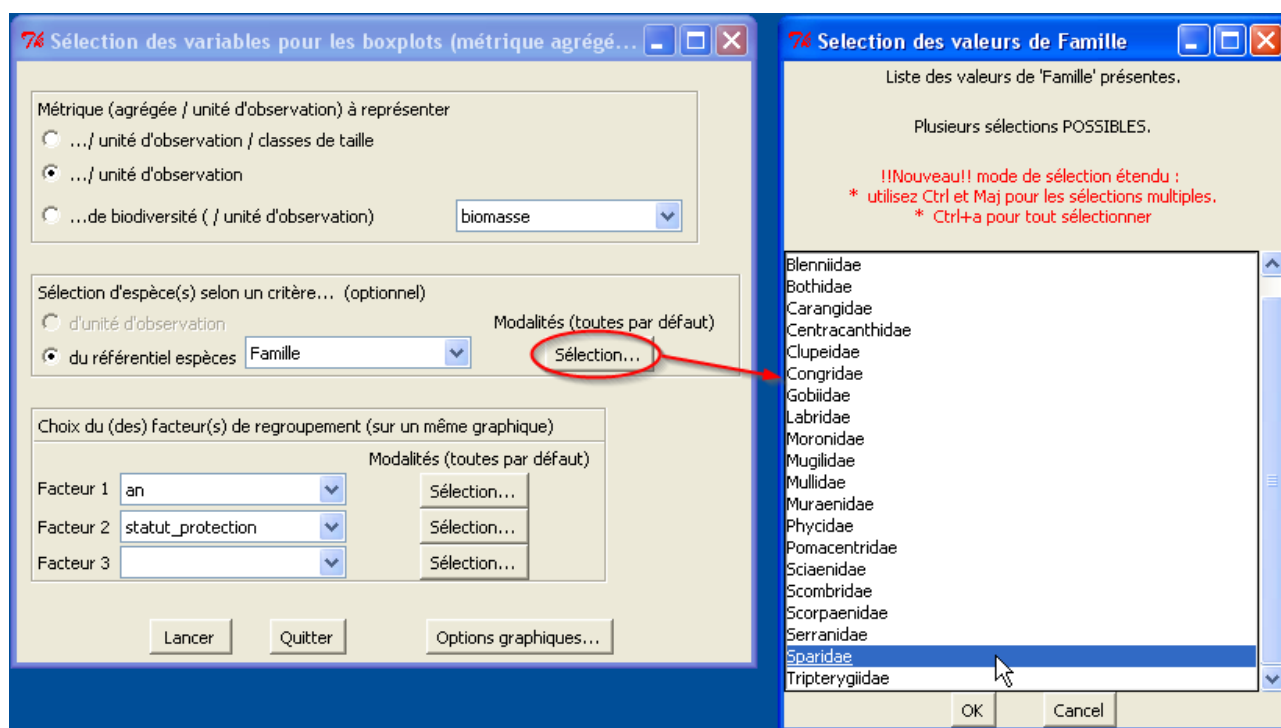 Sélection des variables pour les boxplots (métrique agrégé...
Métrique (agrégée / unité d'observation) à représenter
.../ unité d'observation / classes de taille
.../ unité d'observation
...de biodiversité ( / unité d'observation) biomasse
Sélection d'espèce(s) selon un critère... (optionnel)
d'unité d'observation Modalités (toutes par défaut)
du référentiel espèces Famille Sélection...
Choix du (des) facteur(s) de regroupement (sur un même graphique)
Modalités (toutes par défaut)
Facteur 1 an Sélection...
Facteur 2 statut_protection Sélection...
Facteur 3 Sélection...
Lancer Quitter Options graphiques...
Selection des valeurs de Famille
Liste des valeurs de 'Famille' présentes.
Plusieurs sélections POSSIBLES.
!!Nouveau!! mode de sélection étendu :
* utilisez Ctrl et Maj pour les sélections multiples.
* Ctrl+a pour tout sélectionner
Blenniidae
Bothidae
Carangidae
Centracanthidae
Clupeidae
Congridae
Gobiidae
Labridae
Moronidae
Mugilidae
Mullidae
Muraenidae
Phycidae
Pomacentridae
Sciaenidae
Scombridae
Scorpaenidae
Serranidae
Sparidae
Tripterygiidae
OK Cancel